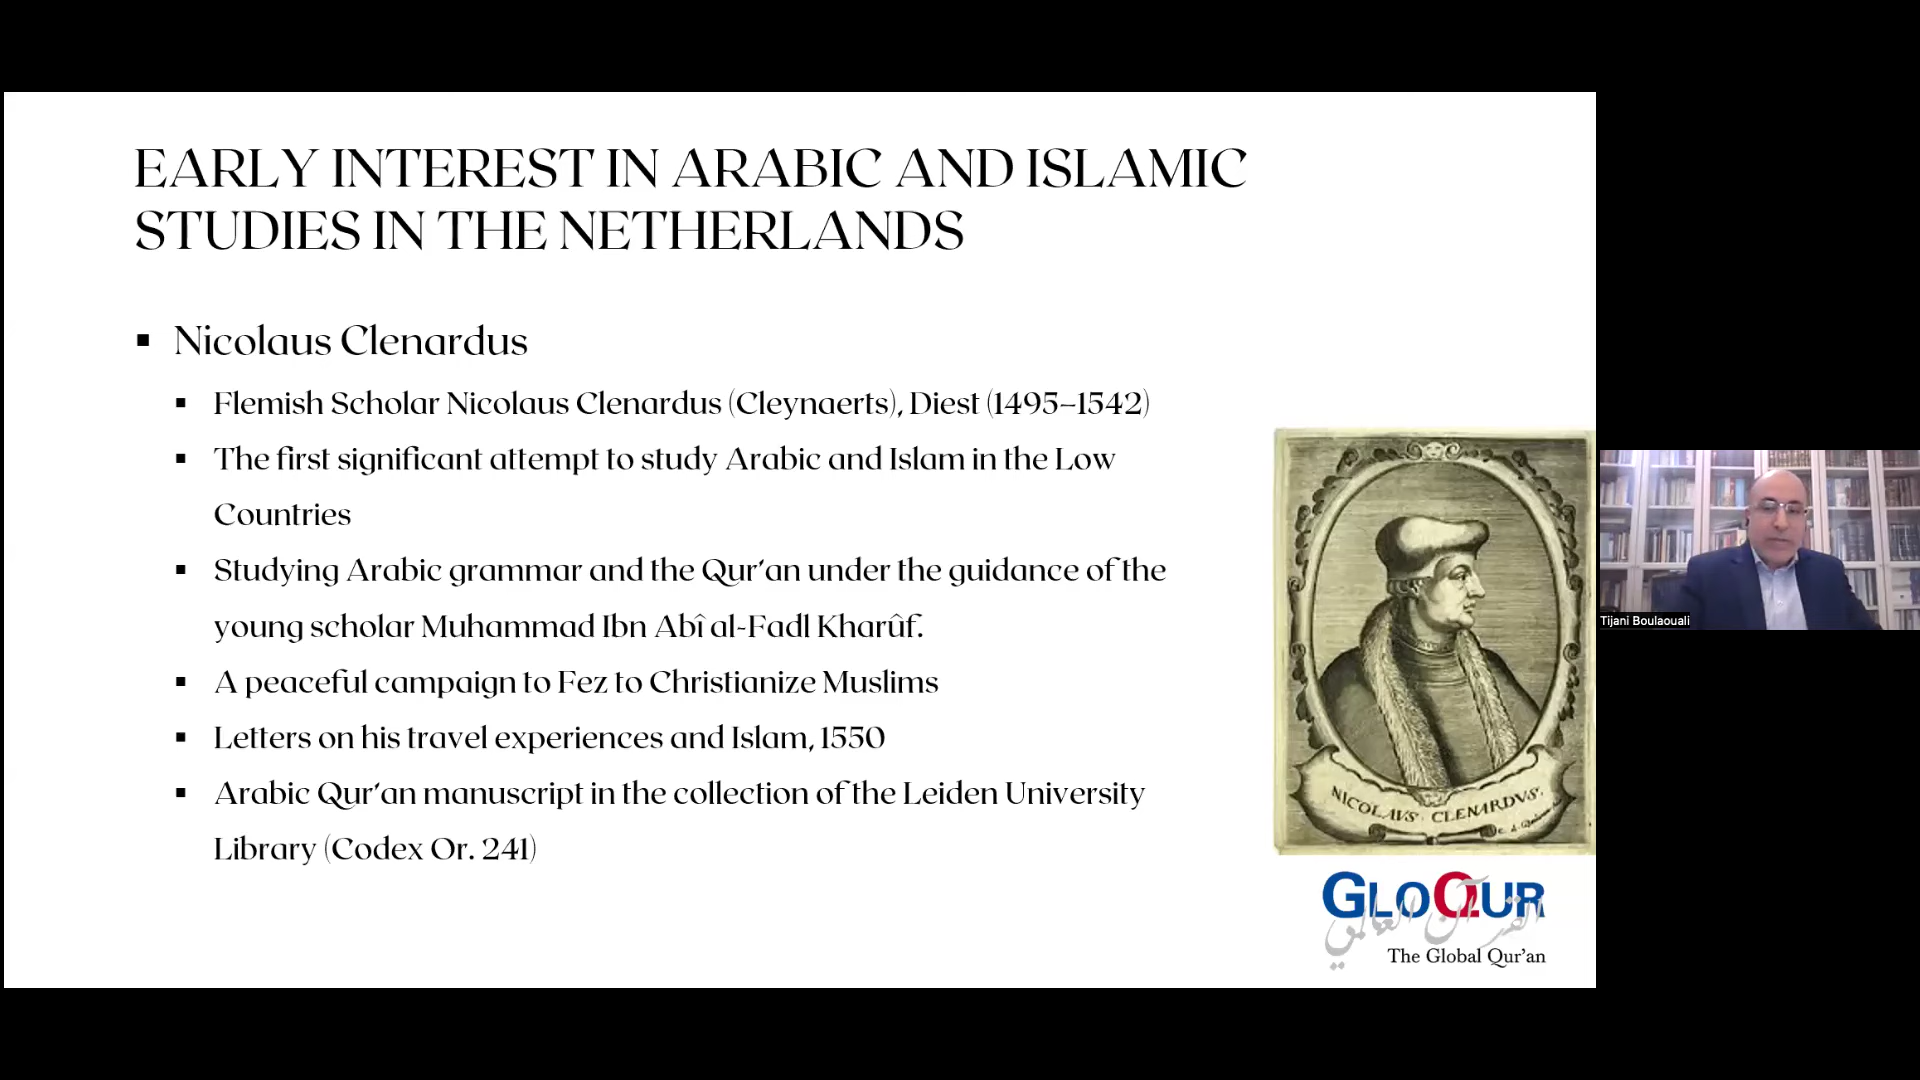 EARLY INTEREST IN ARABIC AND ISLAMIC
STUDIES IN THE NETHERLANDS
▪ Nicolaus Clenardus
▪ Flemish Scholar Nicolaus Clenardus (Cleynaerts), Diest (1495–1542)
▪ The first significant attempt to study Arabic and Islam in the Low
Countries
▪ Studying Arabic grammar and the Qur’an under the guidance of the
young scholar Muhammad Ibn Abî al-Fadl Kharûf.
▪ A peaceful campaign to Fez to Christianize Muslims
▪ Letters on his travel experiences and Islam, 1550
▪ Arabic Qur’an manuscript in the collection of the Leiden University
Library (Codex Or. 241)
NICOLAVS CLENARDVS.
GLOQUR
القرآن العالمي
The Global Qur’an
Tijani Boulaouali